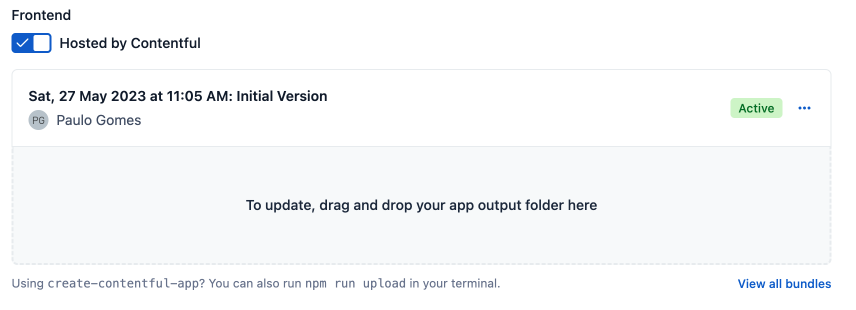 Frontend
Hosted by Contentful
Sat, 27 May 2023 at 11:05 AM: Initial Version
PG Paulo Gomes
Active
To update, drag and drop your app output folder here
Using create-contentful-app? You can also run npm run upload in your terminal.
View all bundles